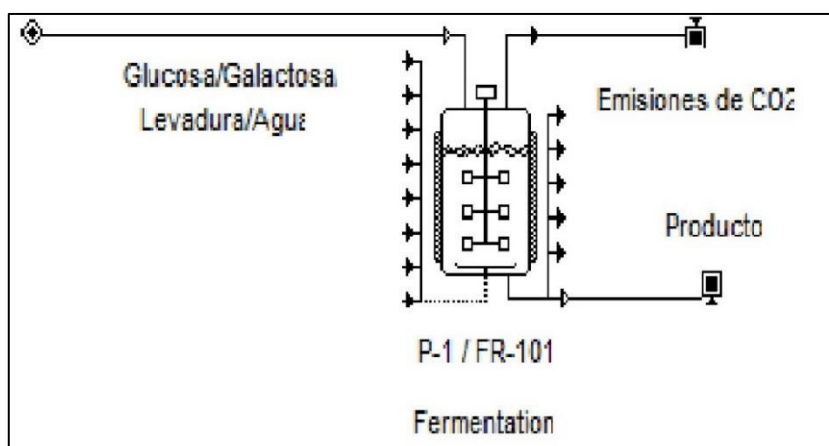 Glucosa/Galactosa/
Levadura/Agua
Emisiones de CO2
Producto
P-1 / FR-101
Fermentation